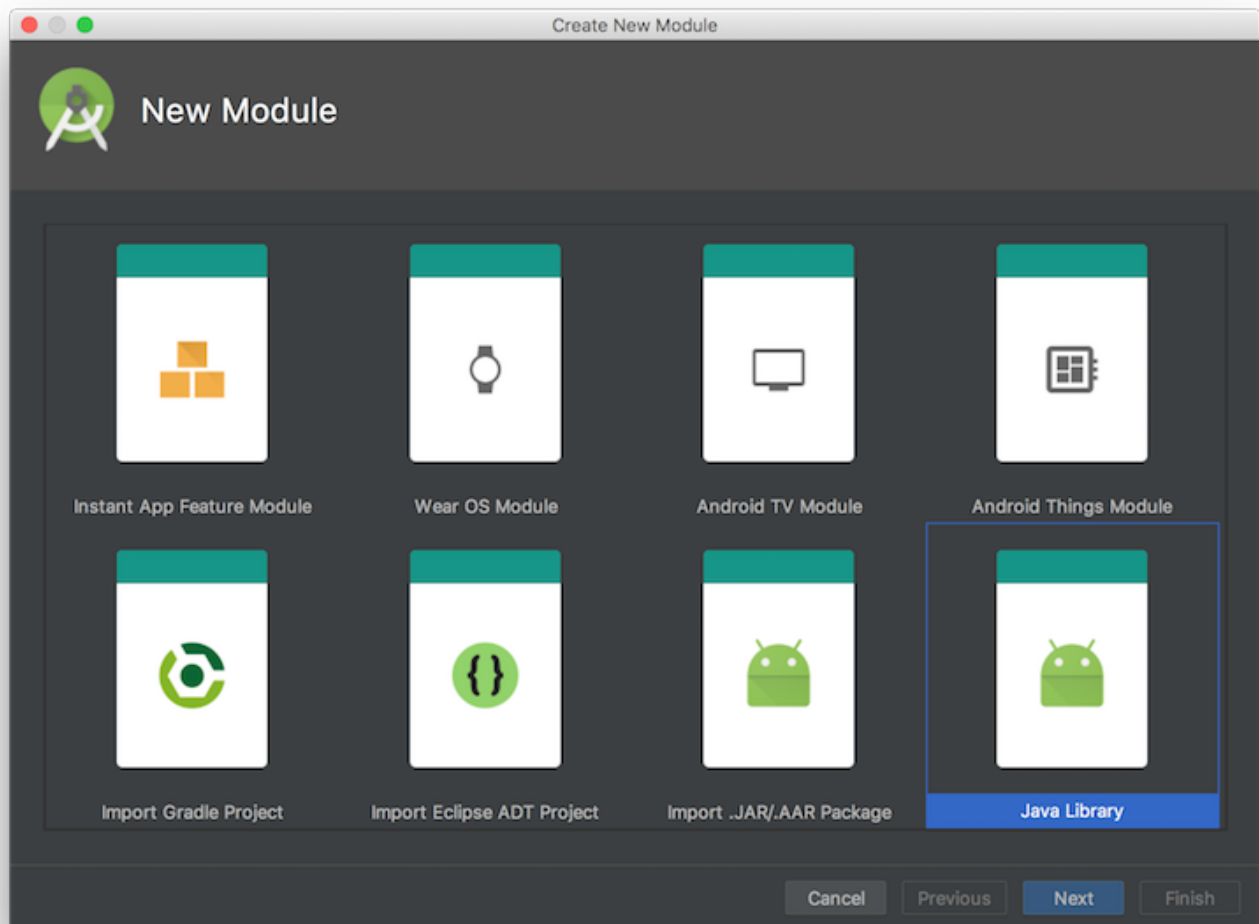 Create New Module
New Module
Instant App Feature Module
Wear OS Module
Android TV Module
Android Things Module
{}
Import Gradle Project
Import Eclipse ADT Project
Import .JAR/.AAR Package
Java Library
Cancel
Previous
Next
Finish